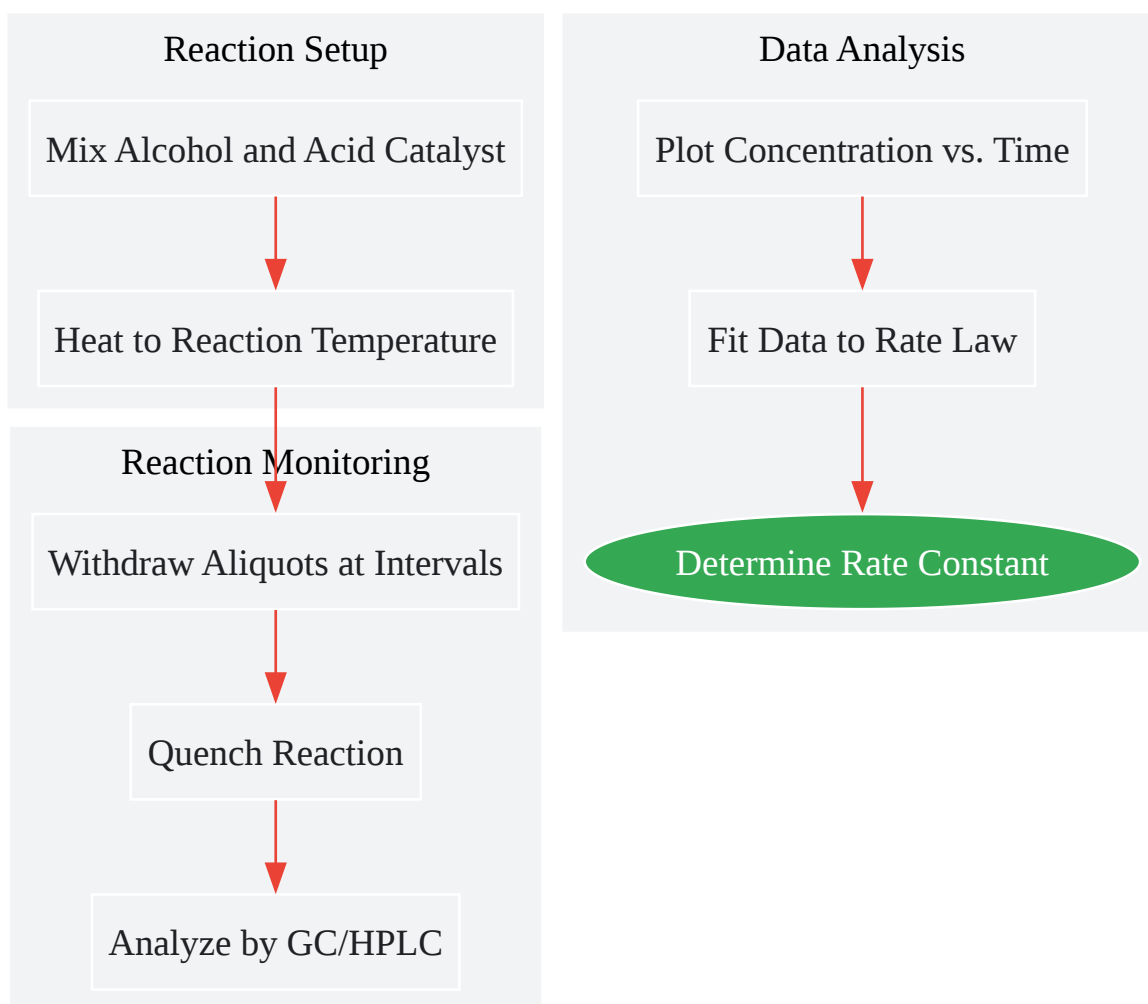 Reaction Setup
Mix Alcohol and Acid Catalyst
Heat to Reaction Temperature
Reaction Monitoring
Withdraw Aliquots at Intervals
Quench Reaction
Analyze by GC/HPLC
Data Analysis
Plot Concentration vs. Time
Fit Data to Rate Law
Determine Rate Constant